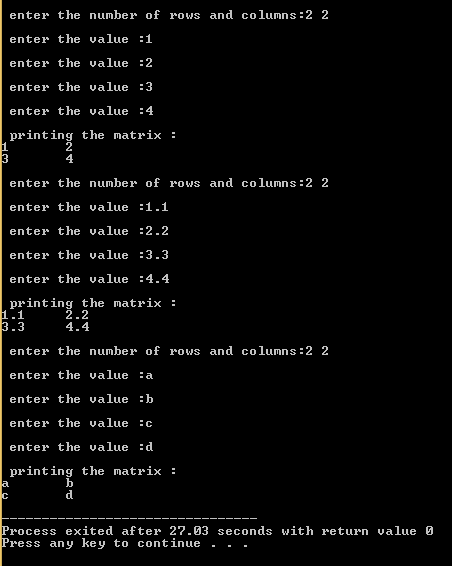 enter the number of rows and columns:2 2
enter the value :1
enter the value :2
enter the value :3
enter the value :4
printing the matrix :
1 2
3 4
enter the number of rows and columns:2 2
enter the value :1.1
enter the value :2.2
enter the value :3.3
enter the value :4.4
printing the matrix :
1.1 2.2
3.3 4.4
enter the number of rows and columns:2 2
enter the value :a
enter the value :b
enter the value :c
enter the value :d
printing the matrix :
a b
c d
--------------------------------
Process exited after 27.03 seconds with return value 0
Press any key to continue . . .